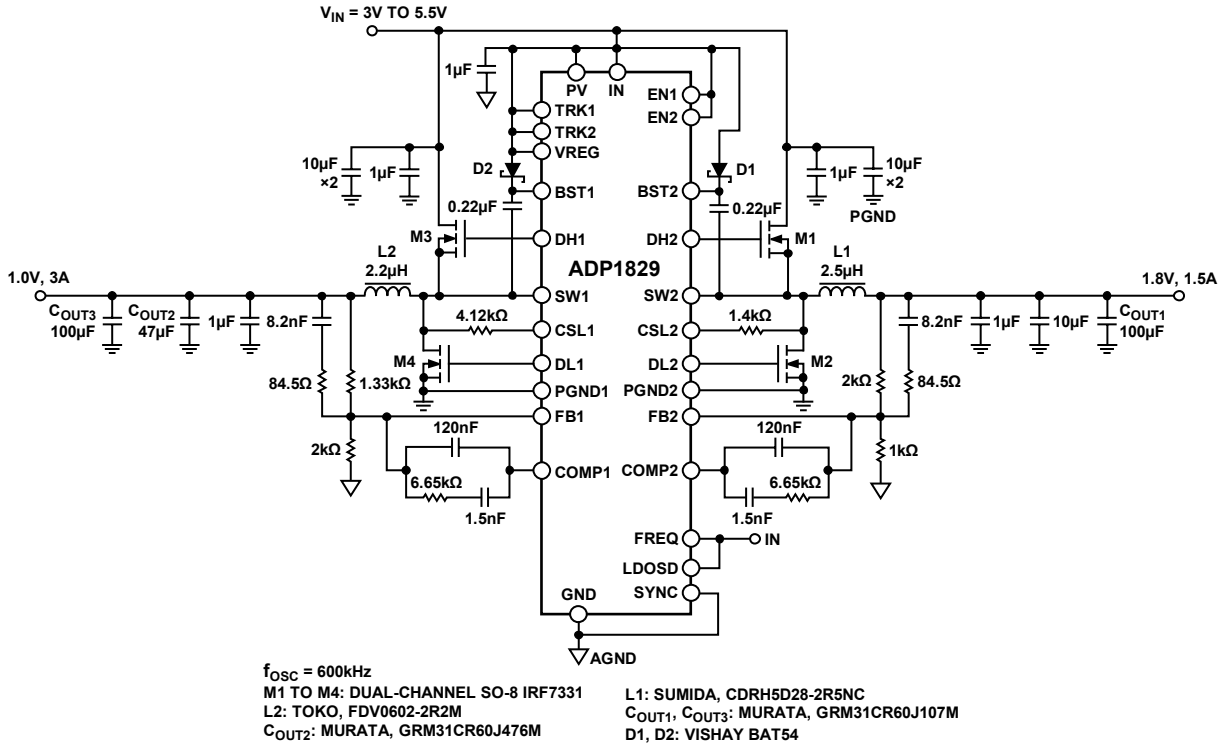 V_IN = 3V TO 5.5V
1µF
PV
IN
TRK1
TRK2
VREG
EN1
EN2
10µF
×2
1µF
D2
D1
1µF
10µF
×2
PGND
BST1
BST2
0.22µF
0.22µF
M3
DH1
DH2
M1
ADP1829
1.0V, 3A
L2
2.2µH
SW1
SW2
L1
2.5µH
1.8V, 1.5A
C_OUT3
100µF
C_OUT2
47µF
1µF
8.2nF
4.12kΩ
CSL1
CSL2
1.4kΩ
8.2nF
1µF
10µF
C_OUT1
100µF
M4
DL1
DL2
M2
84.5Ω
1.33kΩ
PGND1
PGND2
2kΩ
84.5Ω
FB1
FB2
2kΩ
120nF
120nF
1kΩ
6.65kΩ
1.5nF
COMP1
COMP2
6.65kΩ
1.5nF
FREQ
IN
LDOSD
SYNC
GND
AGND
f_OSC = 600kHz
M1 TO M4: DUAL-CHANNEL SO-8 IRF7331
L2: TOKO, FDV0602-2R2M
C_OUT2: MURATA, GRM31CR60J476M
L1: SUMIDA, CDRH5D28-2R5NC
C_OUT1, C_OUT3: MURATA, GRM31CR60J107M
D1, D2: VISHAY BAT54